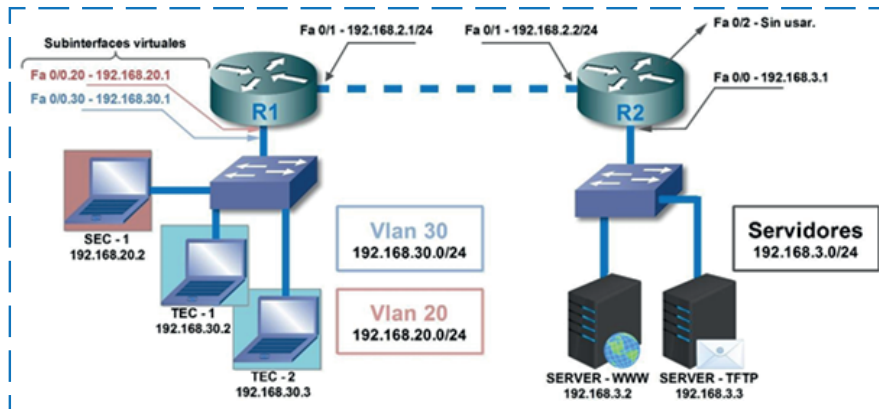 Subinterfaces virtuales
Fa 0/0.20 - 192.168.20.1
Fa 0/0.30 - 192.168.30.1
Fa 0/1 - 192.168.2.1/24
Fa 0/1 - 192.168.2.2/24
Fa 0/2 - Sin usar.
Fa 0/0 - 192.168.3.1
R1
R2
SEC - 1
192.168.20.2
TEC - 1
192.168.30.2
TEC - 2
192.168.30.3
Vlan 30
192.168.30.0/24
Vlan 20
192.168.20.0/24
Servidores
192.168.3.0/24
SERVER - WWW
192.168.3.2
SERVER - TFTP
192.168.3.3